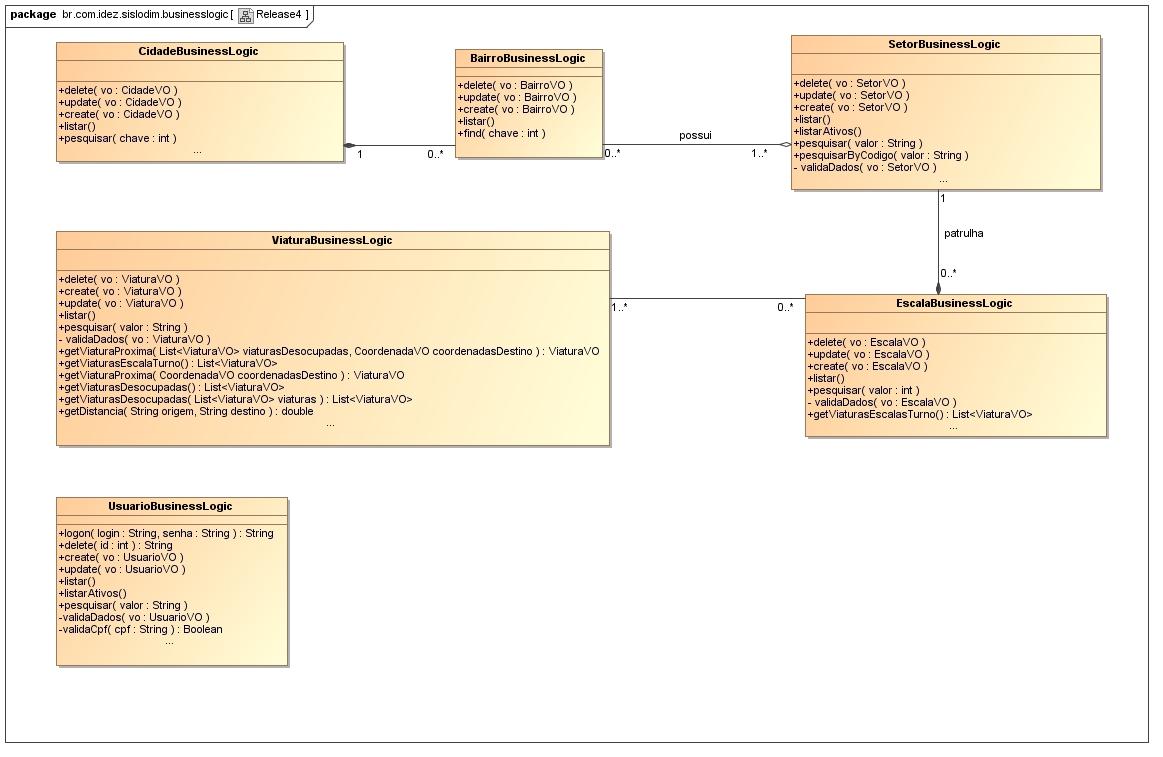 package br.com.idez.sislodim.businesslogic [ Release4 ]
CidadeBusinessLogic
+delete( vo : CidadeVO )
+update( vo : CidadeVO )
+create( vo : CidadeVO )
+listar()
+pesquisar( chave : int )
...
BairroBusinessLogic
+delete( vo : BairroVO )
+update( vo : BairroVO )
+create( vo : BairroVO )
+listar()
+find( chave : int )
SetorBusinessLogic
+delete( vo : SetorVO )
+update( vo : SetorVO )
+create( vo : SetorVO )
+listar()
+listarAtivos()
+pesquisar( valor : String )
+pesquisarByCodigo( valor : String )
- validaDados( vo : SetorVO )
...
1
0..*
possui
0..*
1..*
1
patrulha
0..*
ViaturaBusinessLogic
+delete( vo : ViaturaVO )
+create( vo : ViaturaVO )
+update( vo : ViaturaVO )
+listar()
+pesquisar( valor : String )
- validaDados( vo : ViaturaVO )
+getViaturaProxima( List<ViaturaVO> viaturasDesocupadas, CoordenadaVO coordenadasDestino ) : ViaturaVO
+getViaturasEscalaTurno() : List<ViaturaVO>
+getViaturaProxima( CoordenadaVO coordenadasDestino ) : ViaturaVO
+getViaturasDesocupadas() : List<ViaturaVO>
+getViaturasDesocupadas( List<ViaturaVO> viaturas ) : List<ViaturaVO>
+getDistancia( String origem, String destino ) : double
...
1..*
0..*
EscalaBusinessLogic
+delete( vo : EscalaVO )
+update( vo : EscalaVO )
+create( vo : EscalaVO )
+listar()
+pesquisar( valor : int )
- validaDados( vo : EscalaVO )
+getViaturasEscalasTurno() : List<ViaturaVO>
...
UsuarioBusinessLogic
+logon( login : String, senha : String ) : String
+delete( id : int ) : String
+create( vo : UsuarioVO )
+update( vo : UsuarioVO )
+listar()
+listarAtivos()
+pesquisar( valor : String )
-validaDados( vo : UsuarioVO )
-validaCpf( cpf : String ) : Boolean
...